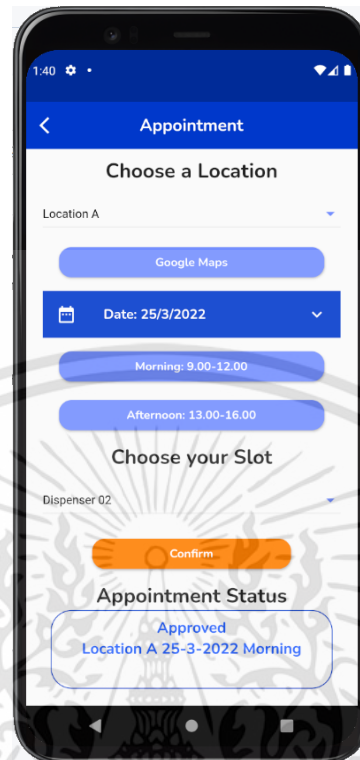 1:40
Appointment
Choose a Location
Location A
Google Maps
Date: 25/3/2022
Morning: 9.00-12.00
Afternoon: 13.00-16.00
Choose your Slot
Dispenser 02
Confirm
Appointment Status
Approved
Location A 25-3-2022 Morning